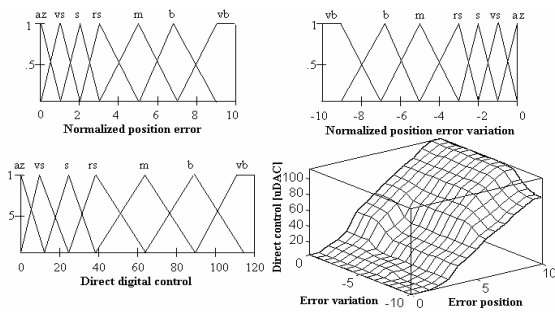 az vs s rs m b vb
1
.5
0 2 4 6 8 10
Normalized position error
vb b m rs s vs az
1
.5
-10 -8 -6 -4 -2 0
Normalized position error variation
az vs s rs m b vb
1
5
0 20 40 60 80 100 120
Direct digital control
Direct control [uDAC]
100
80
60
40
20
0
-5
-10
0
5
10
Error variation
Error position